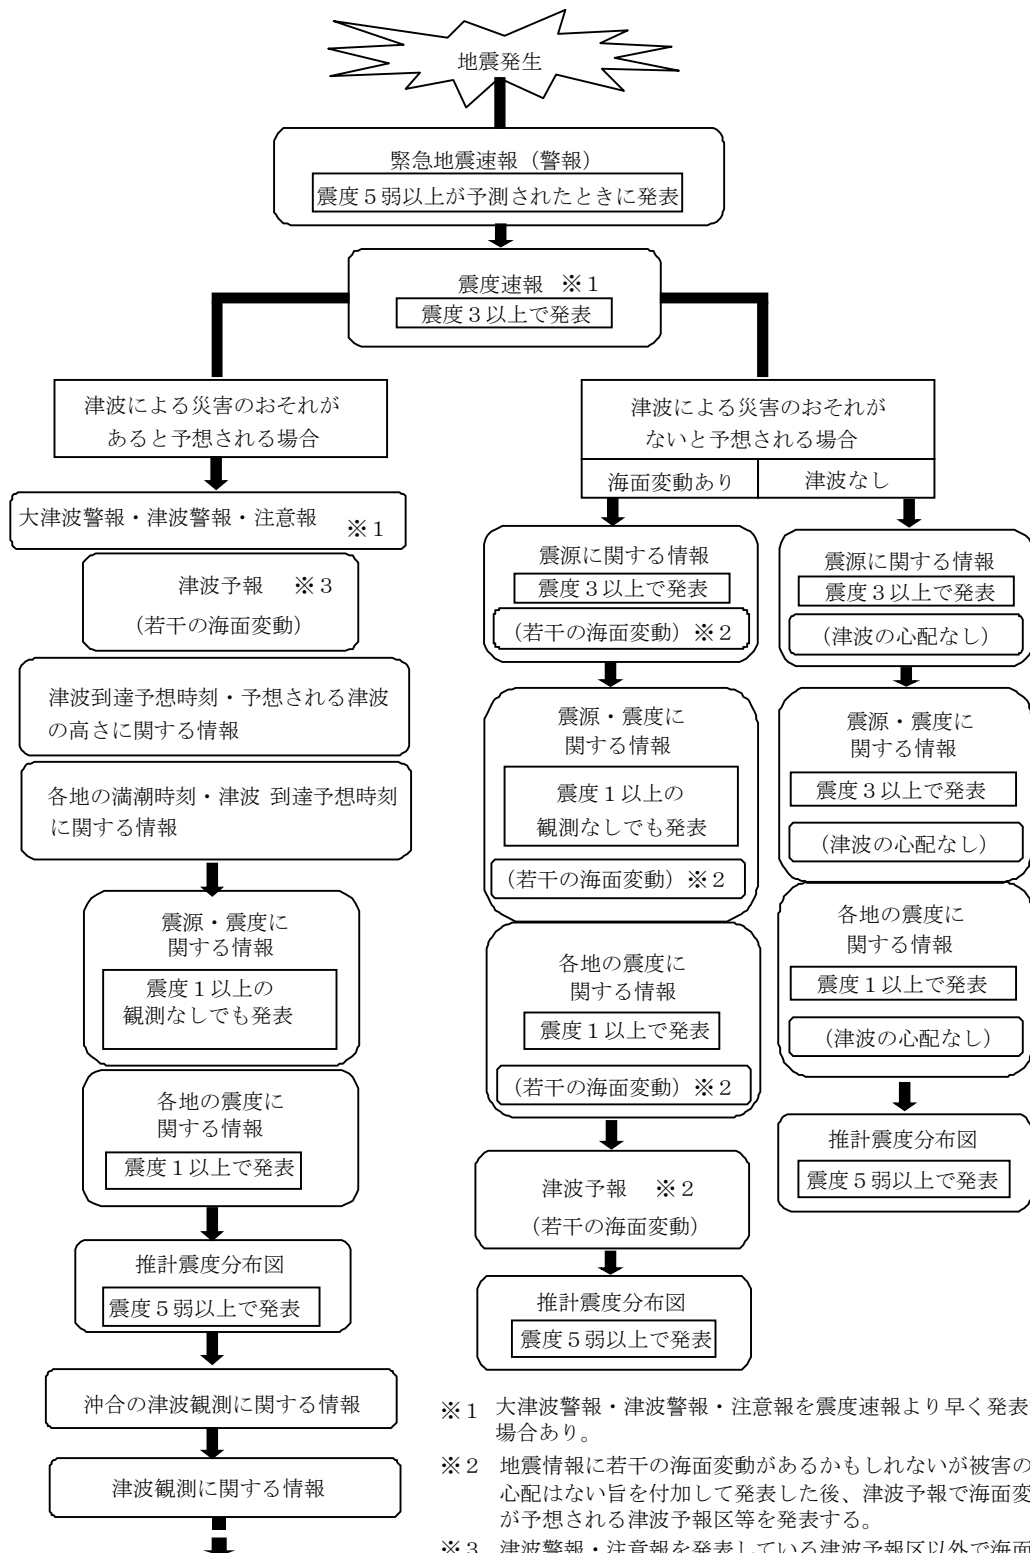 地震発生
緊急地震速報（警報）
震度５弱以上が予測されたときに発表
震度速報　※１
震度３以上で発表
津波による災害のおそれが
あると予想される場合
大津波警報・津波警報・注意報　※１
津波予報　※３
（若干の海面変動）
津波到達予想時刻・予想される津波
の高さに関する情報
各地の満潮時刻・津波 到達予想時刻
に関する情報
震源・震度に
関する情報
震度１以上の
観測なしでも発表
各地の震度に
関する情報
震度１以上で発表
推計震度分布図
震度５弱以上で発表
沖合の津波観測に関する情報
津波観測に関する情報
津波による災害のおそれが
ないと予想される場合
海面変動あり
津波なし
震源に関する情報
震度３以上で発表
（若干の海面変動）※２
震源・震度に
関する情報
震度１以上の
観測なしでも発表
（若干の海面変動）※２
各地の震度に
関する情報
震度１以上で発表
（若干の海面変動）※２
津波予報　※２
（若干の海面変動）
推計震度分布図
震度５弱以上で発表
震源に関する情報
震度３以上で発表
（津波の心配なし）
震源・震度に
関する情報
震度３以上で発表
（津波の心配なし）
各地の震度に
関する情報
震度１以上で発表
（津波の心配なし）
推計震度分布図
震度５弱以上で発表
※１　大津波警報・津波警報・注意報を震度速報より早く発表
場合あり。
※２　地震情報に若干の海面変動があるかもしれないが被害の
心配はない旨を付加して発表した後、津波予報で海面変
が予想される津波予報区等を発表する。
※３　津波警報・注意報を発表している津波予報区以外で海面